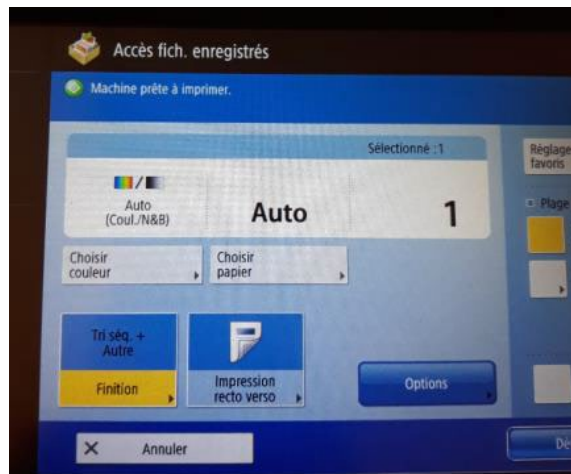 Accès fich. enregistrés
Machine prête à imprimer.
Sélectionné :1
Auto
(Coul./N&B)
Auto
1
Choisir
couleur
Choisir
papier
Tri séq. +
Autre
Finition
Impression
recto verso
Options
Annuler
Réglage
favoris
Plage
Dé